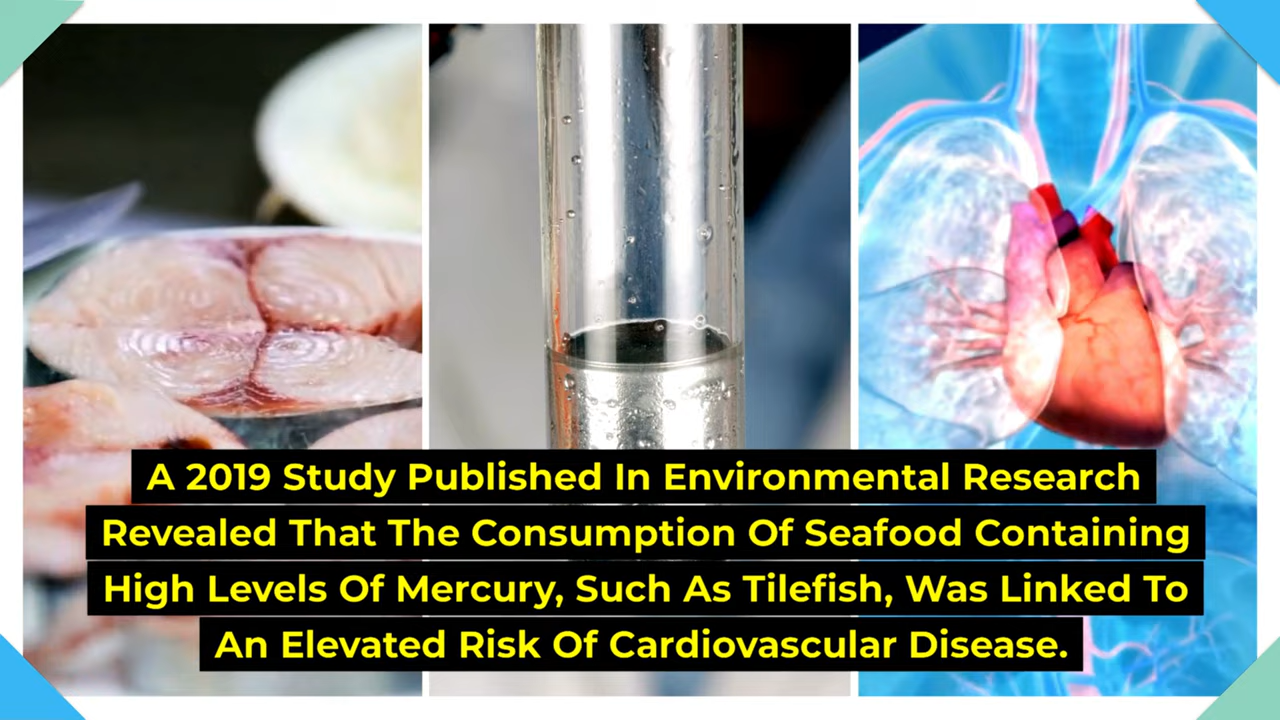 A 2019 Study Published In Environmental Research
Revealed That The Consumption Of Seafood Containing
High Levels Of Mercury, Such As Tilefish, Was Linked To
An Elevated Risk Of Cardiovascular Disease.